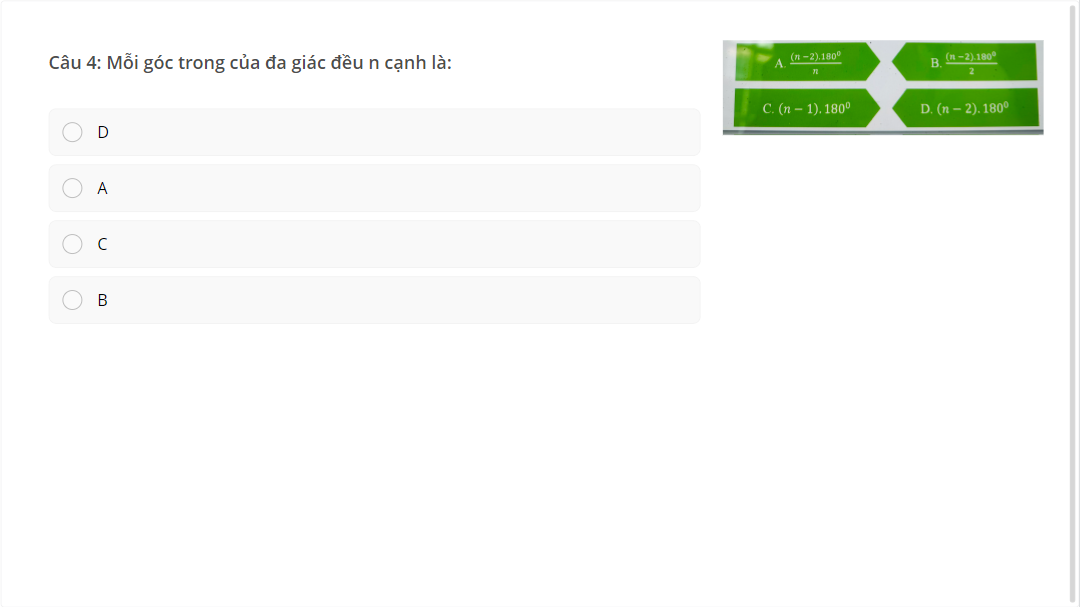 Câu 4: Mỗi góc trong của đa giác đều n cạnh là:
D
A
C
B
A. (n−2).180⁰/n
B. (n−2).180⁰/2
C. (n − 1). 180⁰
D. (n − 2). 180⁰